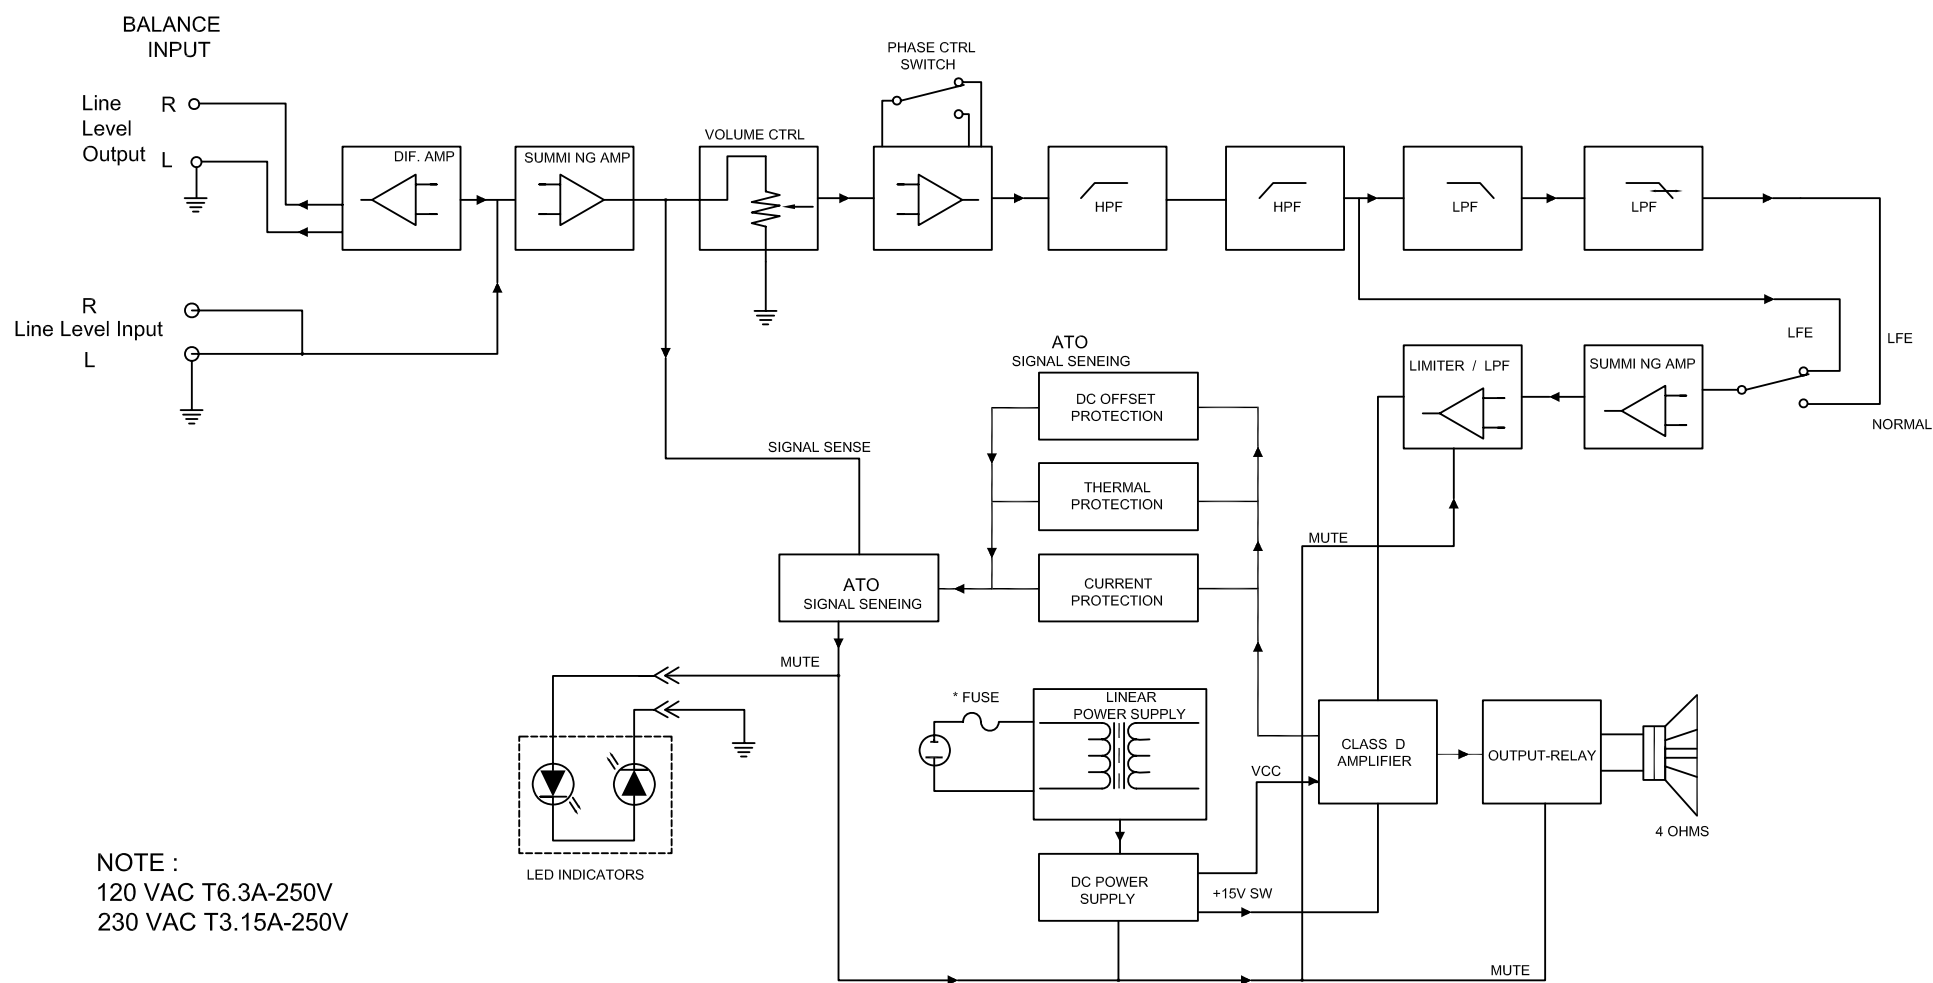 BALANCE
INPUT
Line
Level
Output
R
L
DIF. AMP
SUMMI NG AMP
VOLUME CTRL
PHASE CTRL
SWITCH
HPF
HPF
LPF
LPF
R
Line Level Input
L
LFE
LFE
NORMAL
SUMMI NG AMP
LIMITER / LPF
ATO
SIGNAL SENEING
DC OFFSET
PROTECTION
THERMAL
PROTECTION
CURRENT
PROTECTION
SIGNAL SENSE
ATO
SIGNAL SENEING
MUTE
MUTE
* FUSE
LINEAR
POWER SUPPLY
CLASS D
AMPLIFIER
OUTPUT-RELAY
VCC
4 OHMS
DC POWER
SUPPLY
+15V SW
MUTE
LED INDICATORS
NOTE :
120 VAC T6.3A-250V
230 VAC T3.15A-250V